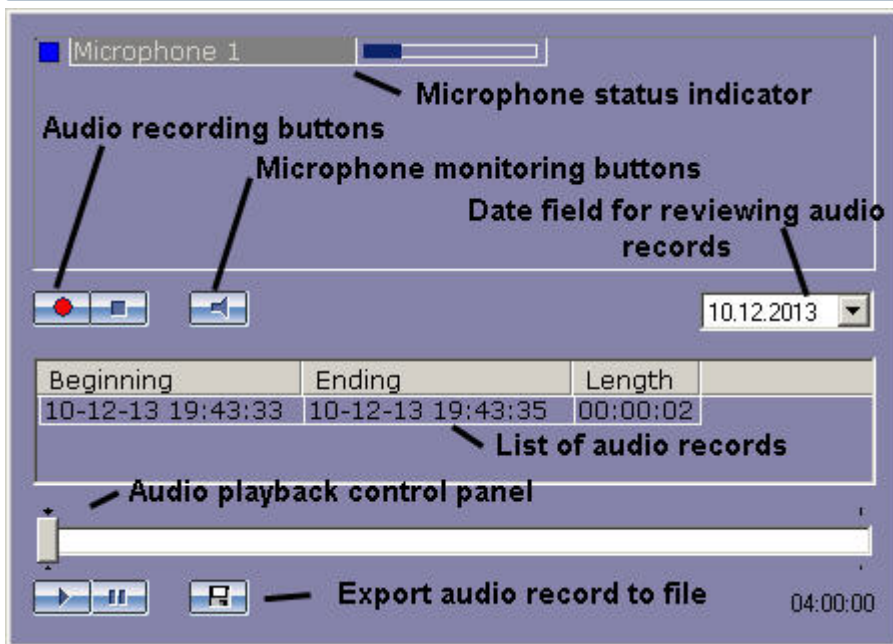 Microphone 1
Microphone status indicator
Audio recording buttons
Microphone monitoring buttons
Date field for reviewing audio
records
10.12.2013
Beginning Ending Length
10-12-13 19:43:33 10-12-13 19:43:35 00:00:02
List of audio records
Audio playback control panel
Export audio record to file
04:00:00